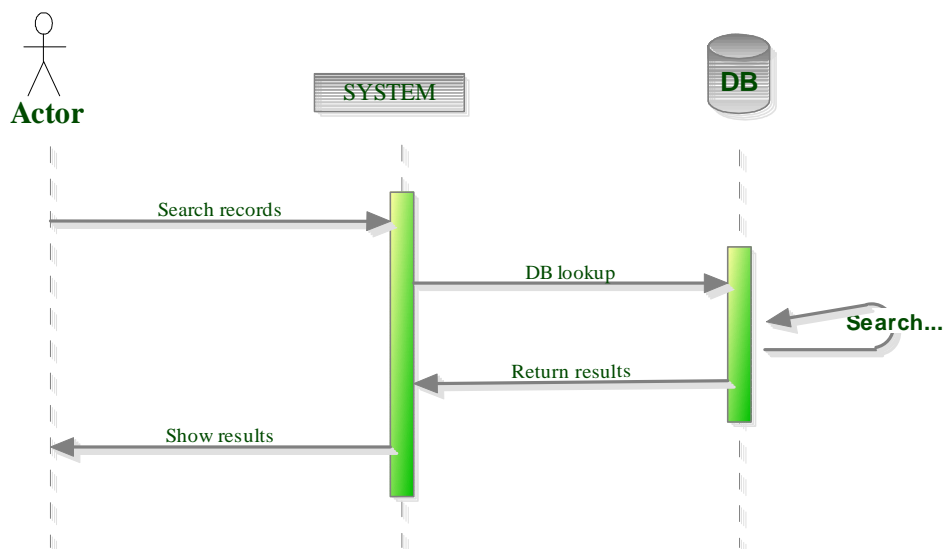 Actor
SYSTEM
DB
Search records
DB lookup
Search...
Return results
Show results